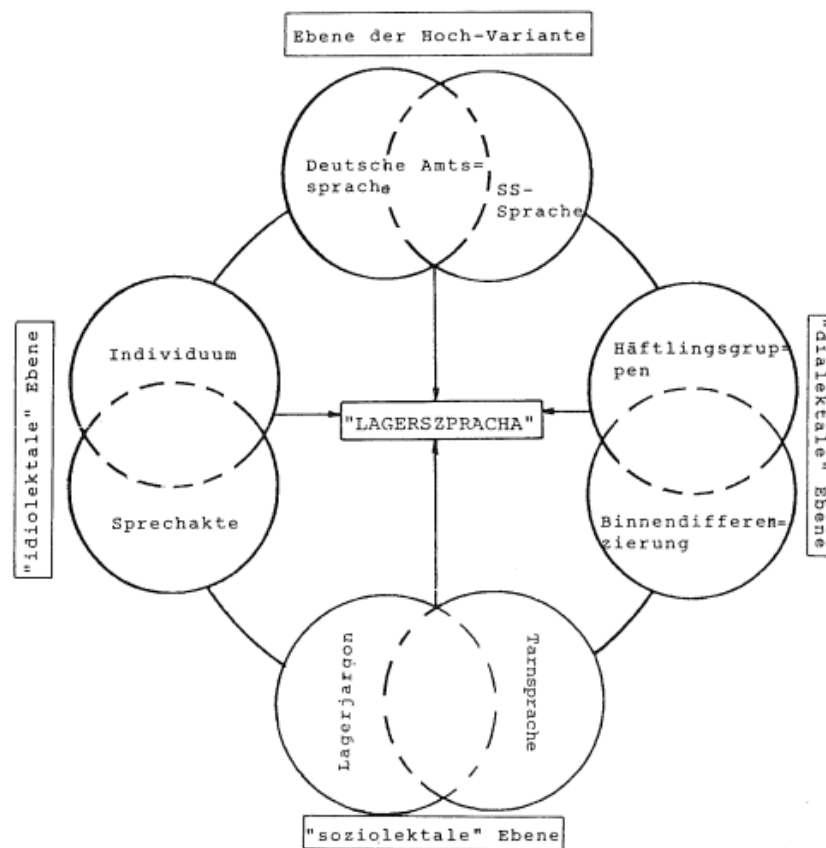 Ebene der Hoch-Variante
Deutsche Amts=
sprache
SS-
Sprache
"idiolektale" Ebene
Individuum
Sprechakte
"LAGERSZPRACHA"
Häftlingsgrup=
pen
Binnendifferen=
zierung
"dialektale" Ebene
Lagerjargon
Tarnsprache
"soziolektale" Ebene